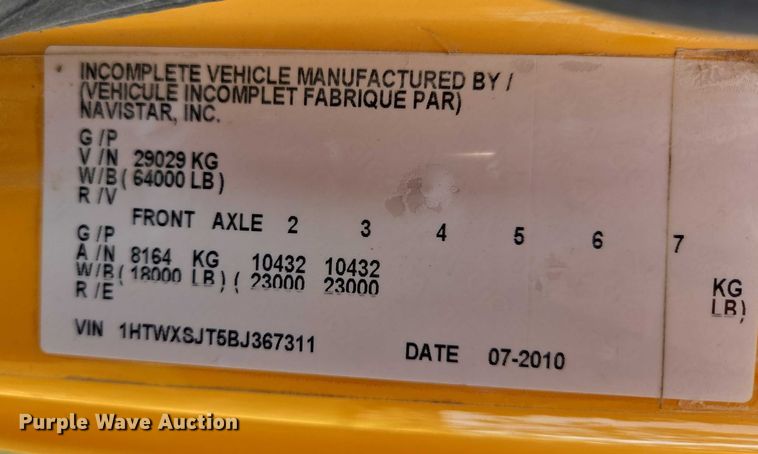 INCOMPLETE VEHICLE MANUFACTURED BY /
(VEHICULE INCOMPLET FABRIQUE PAR)
NAVISTAR, INC.
G /P
V /N 29029 KG
W/B ( 64000 LB )
R /V
FRONT AXLE 2 3 4 5 6 7
G /P
A /N 8164 KG 10432 10432 KG
W/B( 18000 LB ) ( 23000 23000 LB)
R /E
VIN 1HTWXSJT5BJ367311 DATE 07-2010
Purple Wave Auction